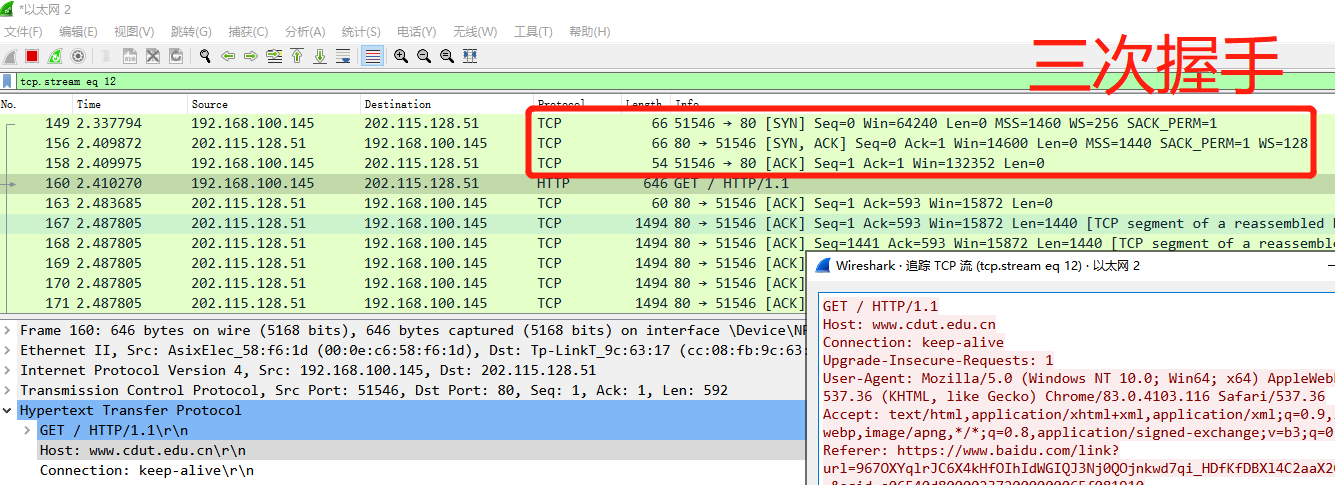 *以太网 2
文件(F) 编辑(E) 视图(V) 跳转(G) 捕获(C) 分析(A) 统计(S) 电话(Y) 无线(W) 工具(T) 帮助(H)
三次握手
tcp.stream eq 12
No. Time Source Destination Protocol Length Info
149 2.337794 192.168.100.145 202.115.128.51 TCP 66 51546 → 80 [SYN] Seq=0 Win=64240 Len=0 MSS=1460 WS=256 SACK_PERM=1
156 2.409872 202.115.128.51 192.168.100.145 TCP 66 80 → 51546 [SYN, ACK] Seq=0 Ack=1 Win=14600 Len=0 MSS=1440 SACK_PERM=1 WS=128
158 2.409975 192.168.100.145 202.115.128.51 TCP 54 51546 → 80 [ACK] Seq=1 Ack=1 Win=132352 Len=0
160 2.410270 192.168.100.145 202.115.128.51 HTTP 646 GET / HTTP/1.1
163 2.483685 202.115.128.51 192.168.100.145 TCP 60 80 → 51546 [ACK] Seq=1 Ack=593 Win=15872 Len=0
167 2.487805 202.115.128.51 192.168.100.145 TCP 1494 80 → 51546 [ACK] Seq=1 Ack=593 Win=15872 Len=1440 [TCP segment of a reassembled
168 2.487805 202.115.128.51 192.168.100.145 TCP 1494 80 → 51546 [ACK] Seq=1441 Ack=593 Win=15872 Len=1440 [TCP segment of a reassembled
169 2.487805 202.115.128.51 192.168.100.145 TCP 1494 80 → 51546 [ACK]
170 2.487805 202.115.128.51 192.168.100.145 TCP 1494 80 → 51546 [ACK]
171 2.487805 202.115.128.51 192.168.100.145 TCP 1494 80 → 51546 [ACK]
Frame 160: 646 bytes on wire (5168 bits), 646 bytes captured (5168 bits) on interface \Device\NP
Ethernet II, Src: AsixElec_58:f6:1d (00:0e:c6:58:f6:1d), Dst: Tp-LinkT_9c:63:17 (cc:08:fb:9c:63:
Internet Protocol Version 4, Src: 192.168.100.145, Dst: 202.115.128.51
Transmission Control Protocol, Src Port: 51546, Dst Port: 80, Seq: 1, Ack: 1, Len: 592
Hypertext Transfer Protocol
GET / HTTP/1.1\r\n
Host: www.cdut.edu.cn\r\n
Connection: keep-alive\r\n
Wireshark · 追踪 TCP 流 (tcp.stream eq 12) · 以太网 2
GET / HTTP/1.1
Host: www.cdut.edu.cn
Connection: keep-alive
Upgrade-Insecure-Requests: 1
User-Agent: Mozilla/5.0 (Windows NT 10.0; Win64; x64) AppleWeb
537.36 (KHTML, like Gecko) Chrome/83.0.4103.116 Safari/537.36
Accept: text/html,application/xhtml+xml,application/xml;q=0.9,
webp,image/apng,*/*;q=0.8,application/signed-exchange;v=b3;q=0
Referer: https://www.baidu.com/link?
url=967OXYqlrJC6X4kHfOIhIdWGIQJ3Nj0QOjnkwd7qi_HDfKfDBXl4C2aaX2